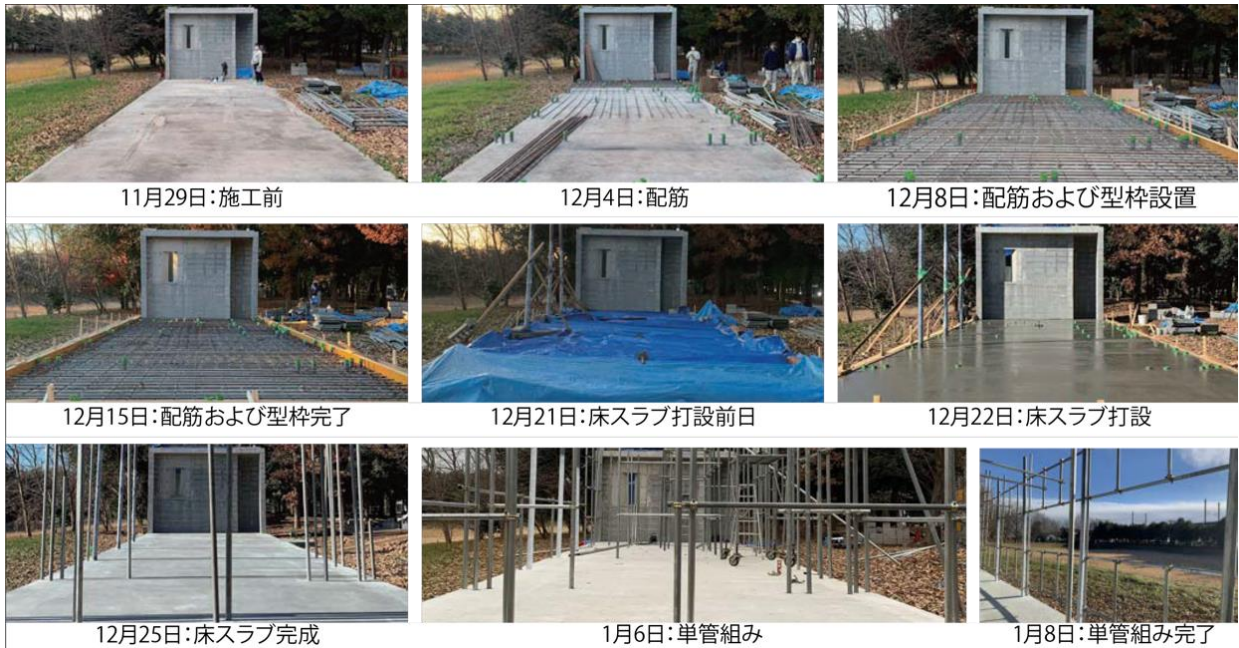 11月29日：施工前
12月4日：配筋
12月8日：配筋および型枠設置
12月15日：配筋および型枠完了
12月21日：床スラブ打設前日
12月22日：床スラブ打設
12月25日：床スラブ完成
1月6日：単管組み
1月8日：単管組み完了